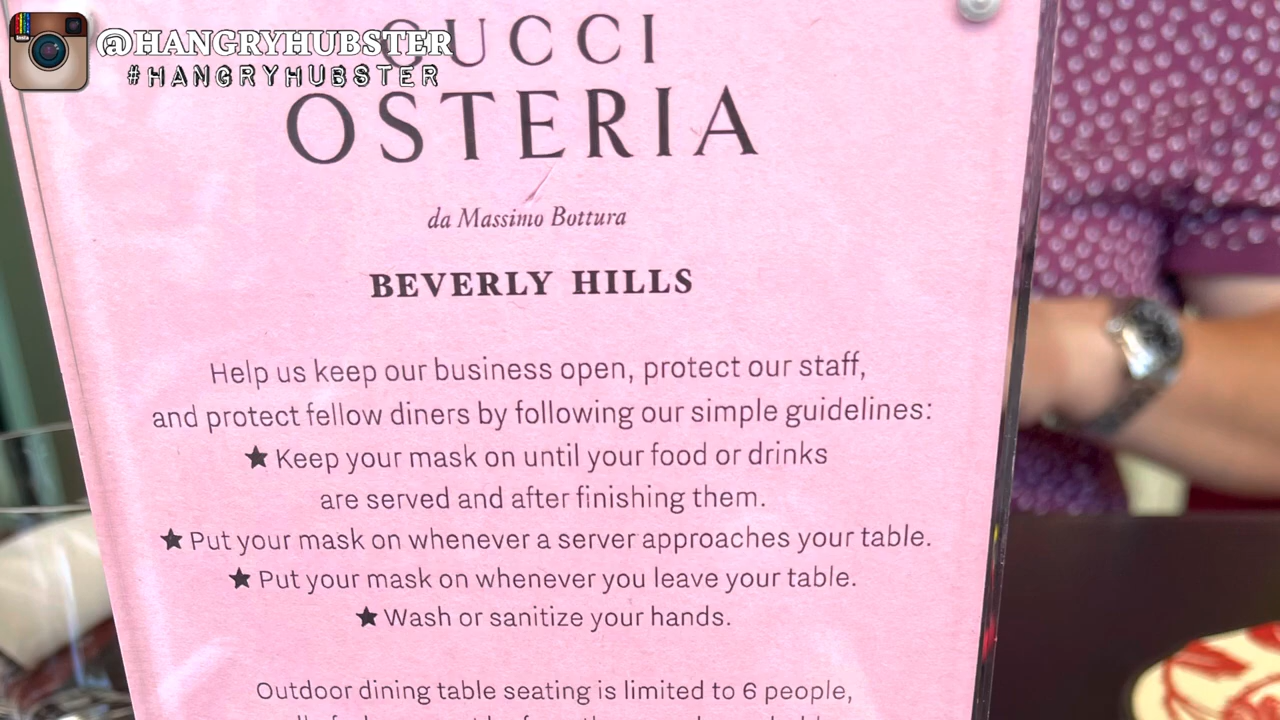 @HANGRYHUBSTER
#HANGRYHUBSTER
Insta
UCCI
OSTERIA
da Massimo Bottura
BEVERLY HILLS
Help us keep our business open, protect our staff,
and protect fellow diners by following our simple guidelines:
★ Keep your mask on until your food or drinks
are served and after finishing them.
★ Put your mask on whenever a server approaches your table.
★ Put your mask on whenever you leave your table.
★ Wash or sanitize your hands.
Outdoor dining table seating is limited to 6 people,